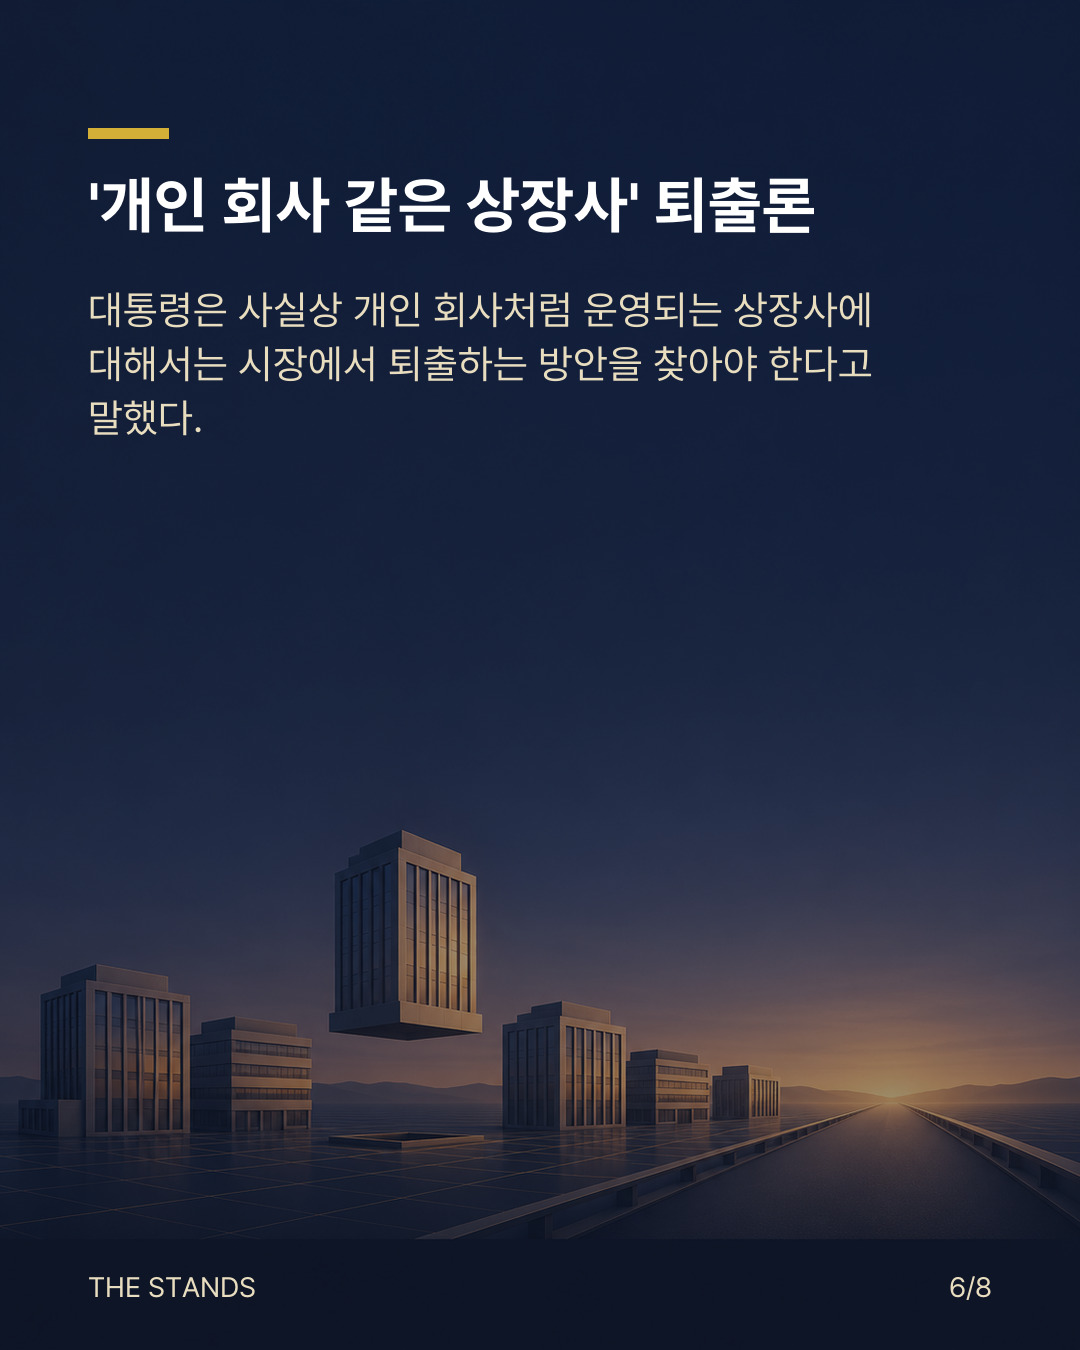 '개인 회사 같은 상장사' 퇴출론
대통령은 사실상 개인 회사처럼 운영되는 상장사에
대해서는 시장에서 퇴출하는 방안을 찾아야 한다고
말했다.
THE STANDS
6/8